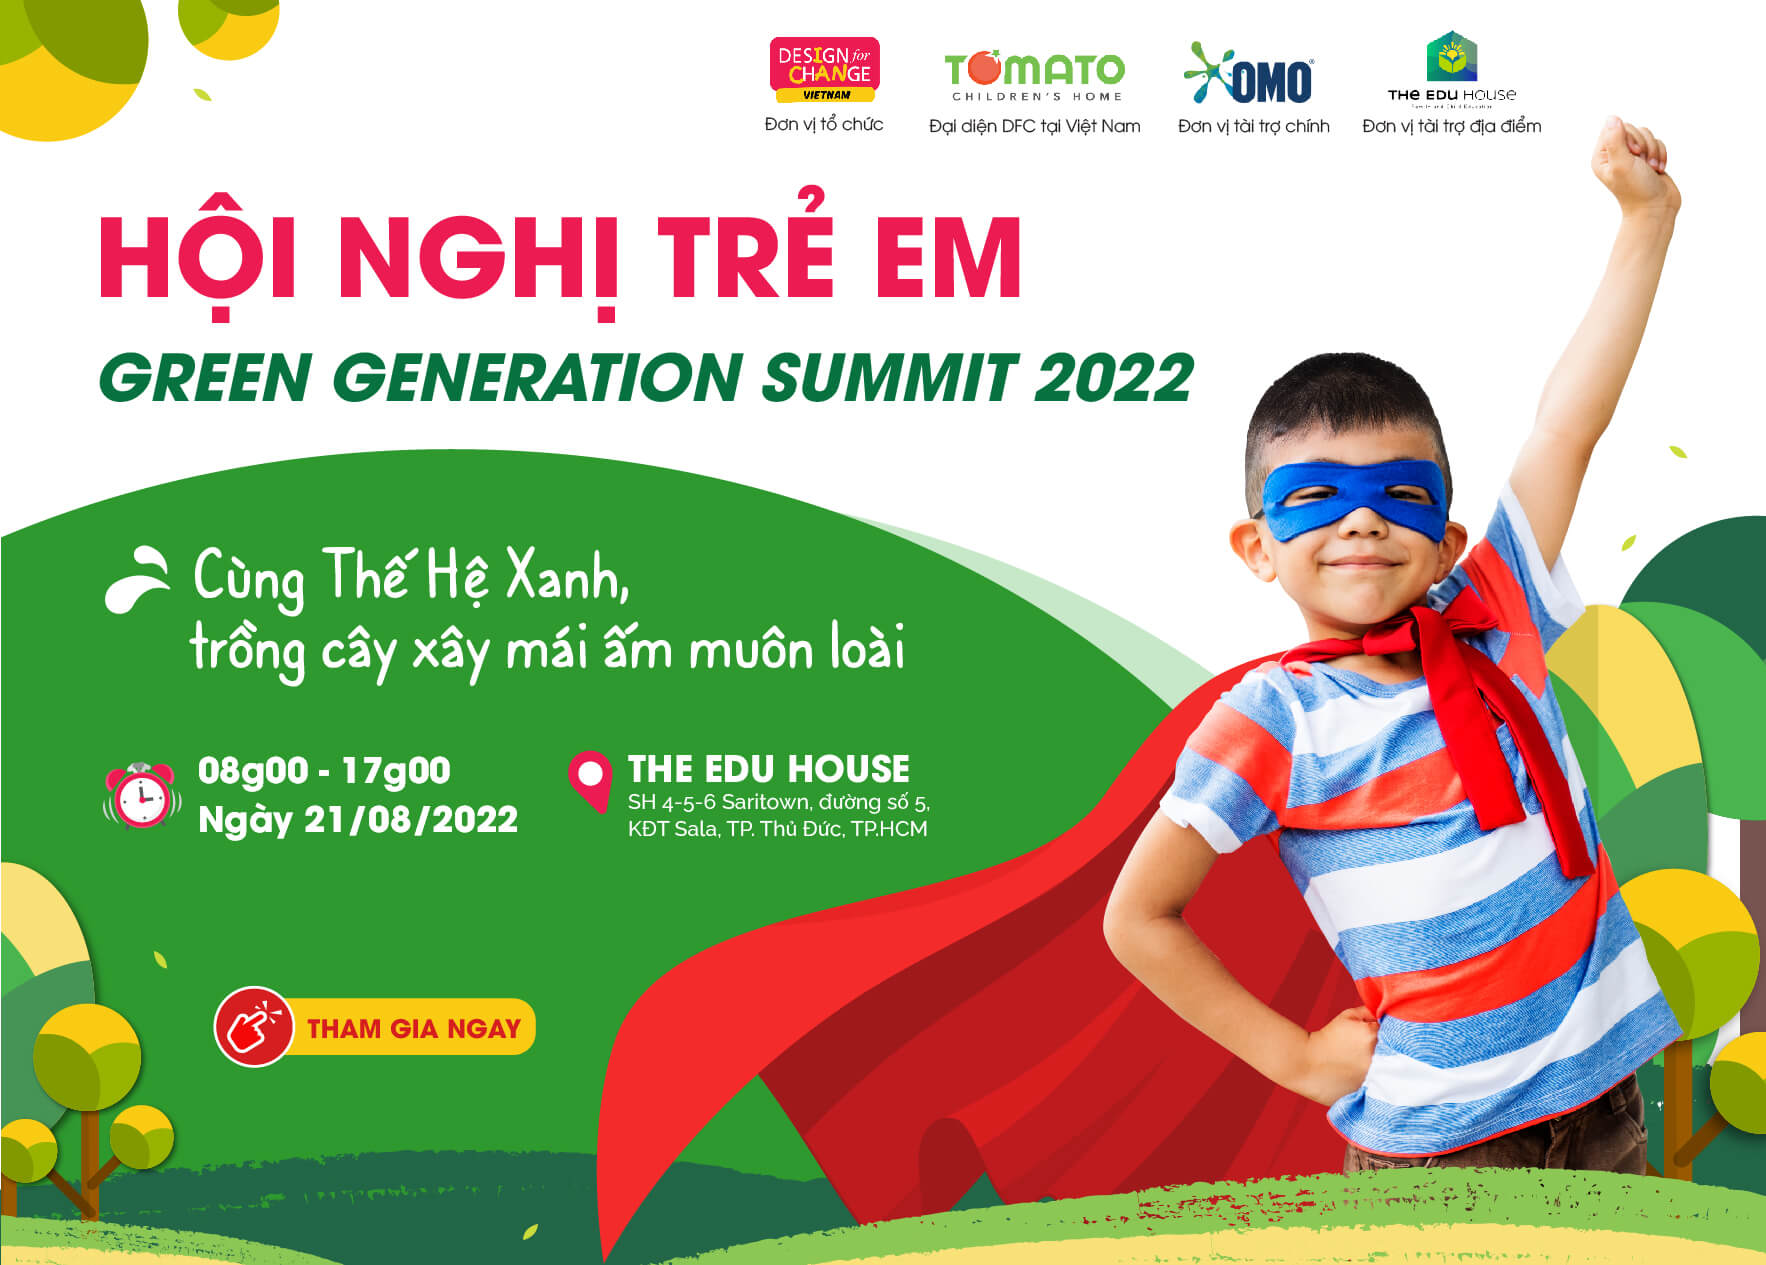 DESIGN for CHANGE VIETNAM
Đơn vị tổ chức
TOMATO
CHILDREN'S HOME
Đại diện DFC tại Việt Nam
OMO
Đơn vị tài trợ chính
THE EDU HOUSE
Đơn vị tài trợ địa điểm
HỘI NGHỊ TRẺ EM
GREEN GENERATION SUMMIT 2022
Cùng Thế Hệ Xanh,
trồng cây xây mái ấm muôn loài
08g00 - 17g00
Ngày 21/08/2022
THE EDU HOUSE
SH 4-5-6 Saritown, đường số 5,
KĐT Sala, TP. Thủ Đức, TP.HCM
THAM GIA NGAY